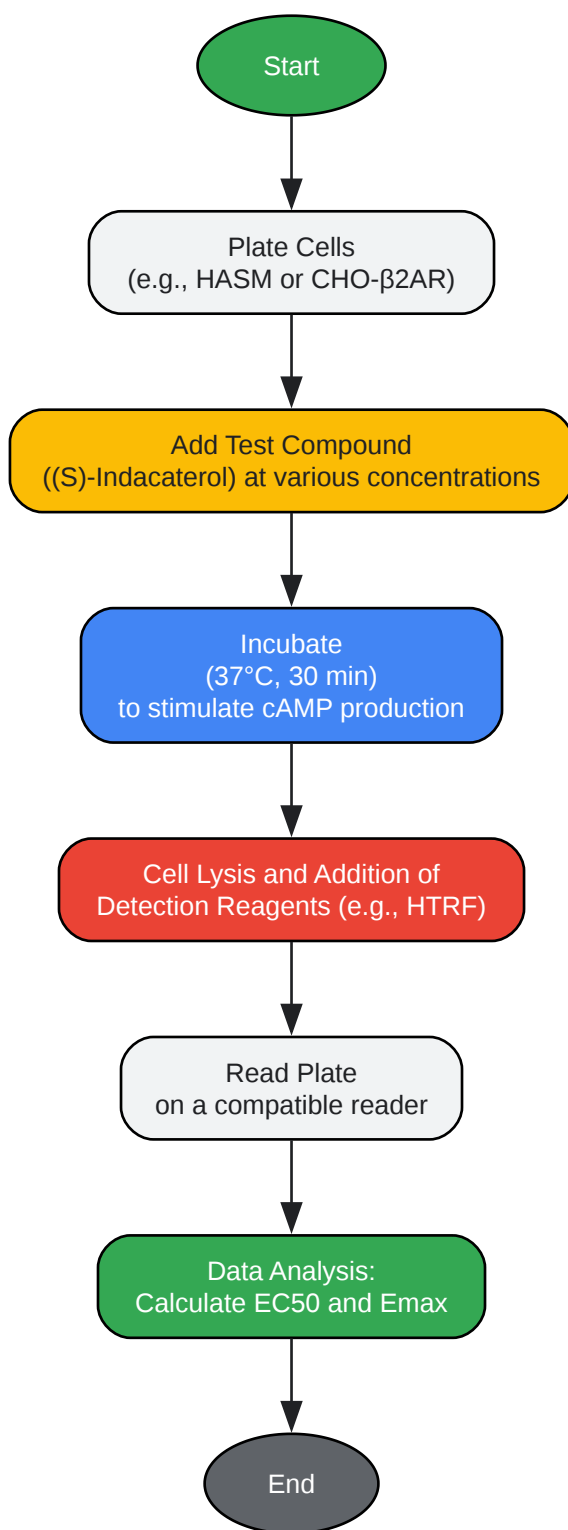 Start
Plate Cells
(e.g., HASM or CHO-β2AR)
Add Test Compound
((S)-Indacaterol) at various concentrations
Incubate
(37°C, 30 min)
to stimulate cAMP production
Cell Lysis and Addition of
Detection Reagents (e.g., HTRF)
Read Plate
on a compatible reader
Data Analysis:
Calculate EC50 and Emax
End